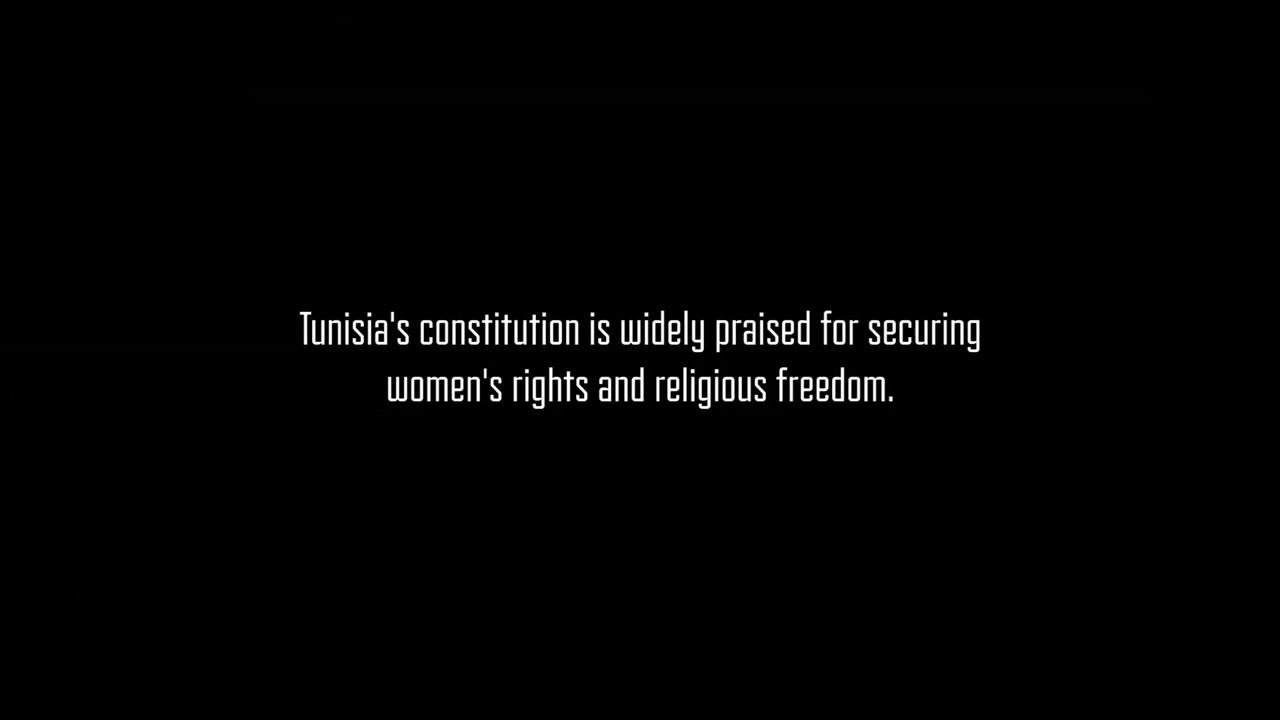 Tunisia's constitution is widely praised for securing
women's rights and religious freedom.